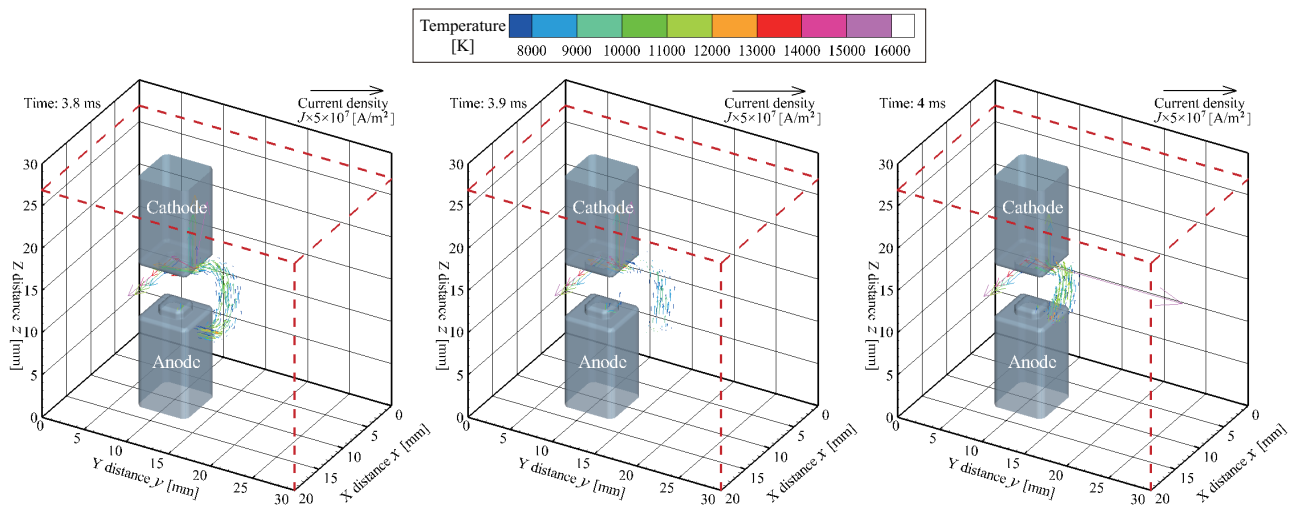 Temperature
[K]
8000 9000 10000 11000 12000 13000 14000 15000 16000
Time: 3.8 ms
Current density
J×5×10⁷ [A/m²]
30
25
20
15
10
5
0
Z distance z [mm]
Cathode
Anode
0 5 10 15 20 25 30
Y distance y [mm]
20 15 10 5 0
X distance x [mm]
Time: 3.9 ms
Current density
J×5×10⁷ [A/m²]
30
25
20
15
10
5
0
Z distance z [mm]
Cathode
Anode
0 5 10 15 20 25 30
Y distance y [mm]
20 15 10 5 0
X distance x [mm]
Time: 4 ms
Current density
J×5×10⁷ [A/m²]
30
25
20
15
10
5
0
Z distance z [mm]
Cathode
Anode
0 5 10 15 20 25 30
Y distance y [mm]
20 15 10 5 0
X distance x [mm]